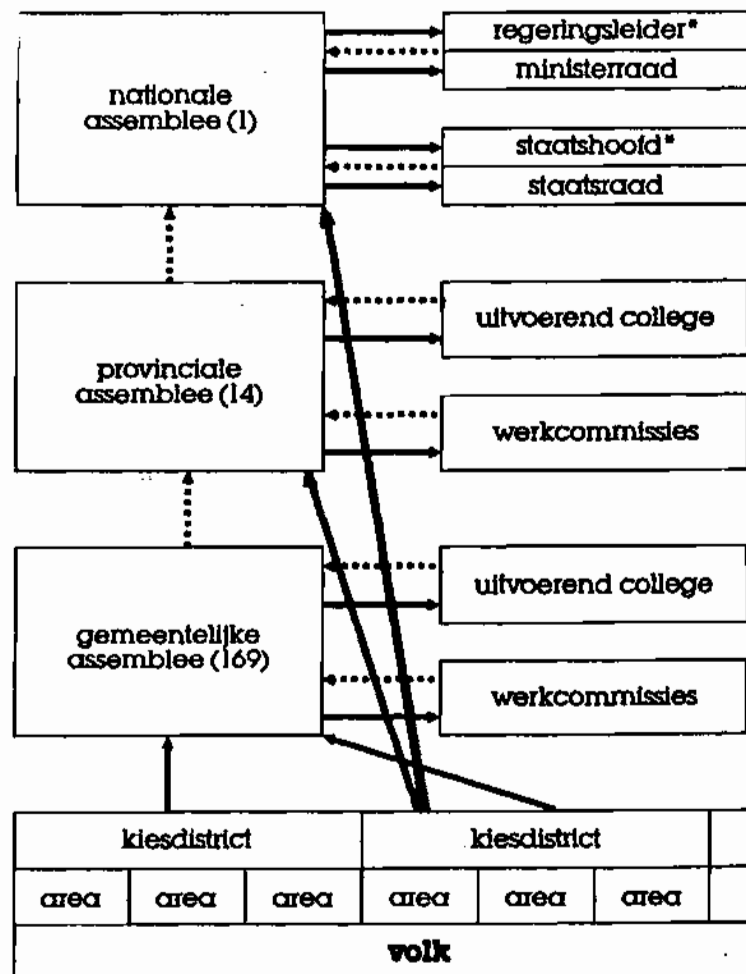 regeringsleider*
nationale
assemblee (1)
ministerraad
staatshoofd*
staatsraad
uitvoerend college
provinciale
assemblee (14)
werkcommissies
uitvoerend college
gemeentelijke
assemblee (169)
werkcommissies
kiesdistrict kiesdistrict
area area area area area area
volk